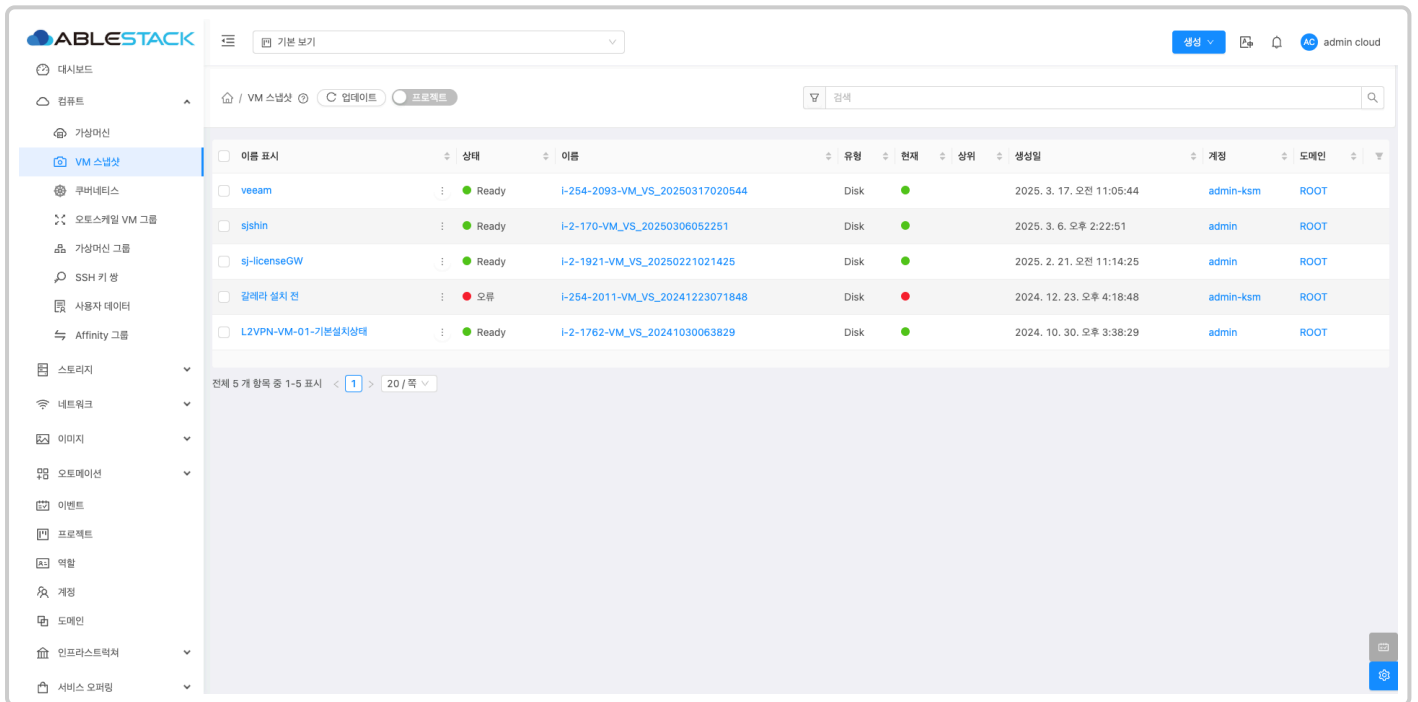 ABLESTACK
기본 보기
생성
AC admin cloud
대시보드
컴퓨트
가상머신
VM 스냅샷
쿠버네티스
오토스케일 VM 그룹
가상머신 그룹
SSH 키 쌍
사용자 데이터
Affinity 그룹
스토리지
네트워크
이미지
오토메이션
이벤트
프로젝트
역할
계정
도메인
인프라스트럭쳐
서비스 오퍼링
/ VM 스냅샷 업데이트 프로젝트
검색
이름 표시 상태 이름 유형 현재 상위 생성일 계정 도메인
veeam Ready i-254-2093-VM_VS_20250317020544 Disk 2025. 3. 17. 오전 11:05:44 admin-ksm ROOT
sjshin Ready i-2-170-VM_VS_20250306052251 Disk 2025. 3. 6. 오후 2:22:51 admin ROOT
sj-licenseGW Ready i-2-1921-VM_VS_20250221021425 Disk 2025. 2. 21. 오전 11:14:25 admin ROOT
갈레라 설치 전 오류 i-254-2011-VM_VS_20241223071848 Disk 2024. 12. 23. 오후 4:18:48 admin-ksm ROOT
L2VPN-VM-01-기본설치상태 Ready i-2-1762-VM_VS_20241030063829 Disk 2024. 10. 30. 오후 3:38:29 admin ROOT
전체 5 개 항목 중 1-5 표시 < 1 > 20 / 쪽